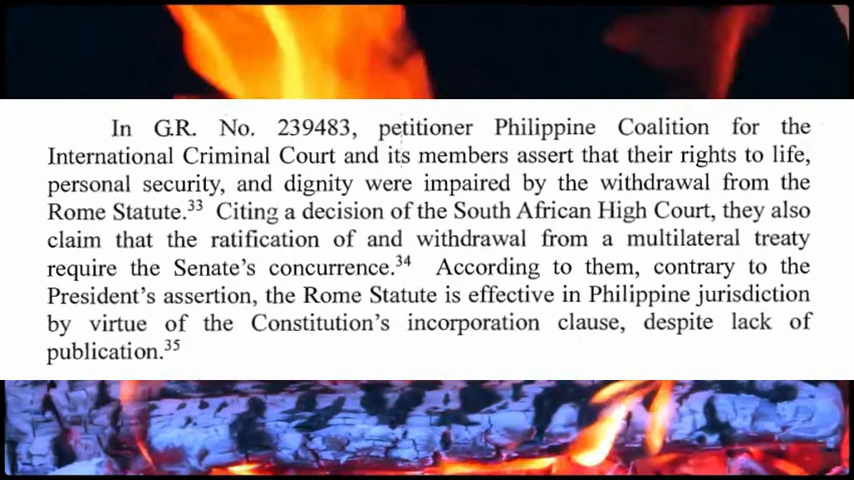 In G.R. No. 239483, petitioner Philippine Coalition for the
International Criminal Court and its members assert that their rights to life,
personal security, and dignity were impaired by the withdrawal from the
Rome Statute.33 Citing a decision of the South African High Court, they also
claim that the ratification of and withdrawal from a multilateral treaty
require the Senate's concurrence.34 According to them, contrary to the
President's assertion, the Rome Statute is effective in Philippine jurisdiction
by virtue of the Constitution's incorporation clause, despite lack of
publication.35